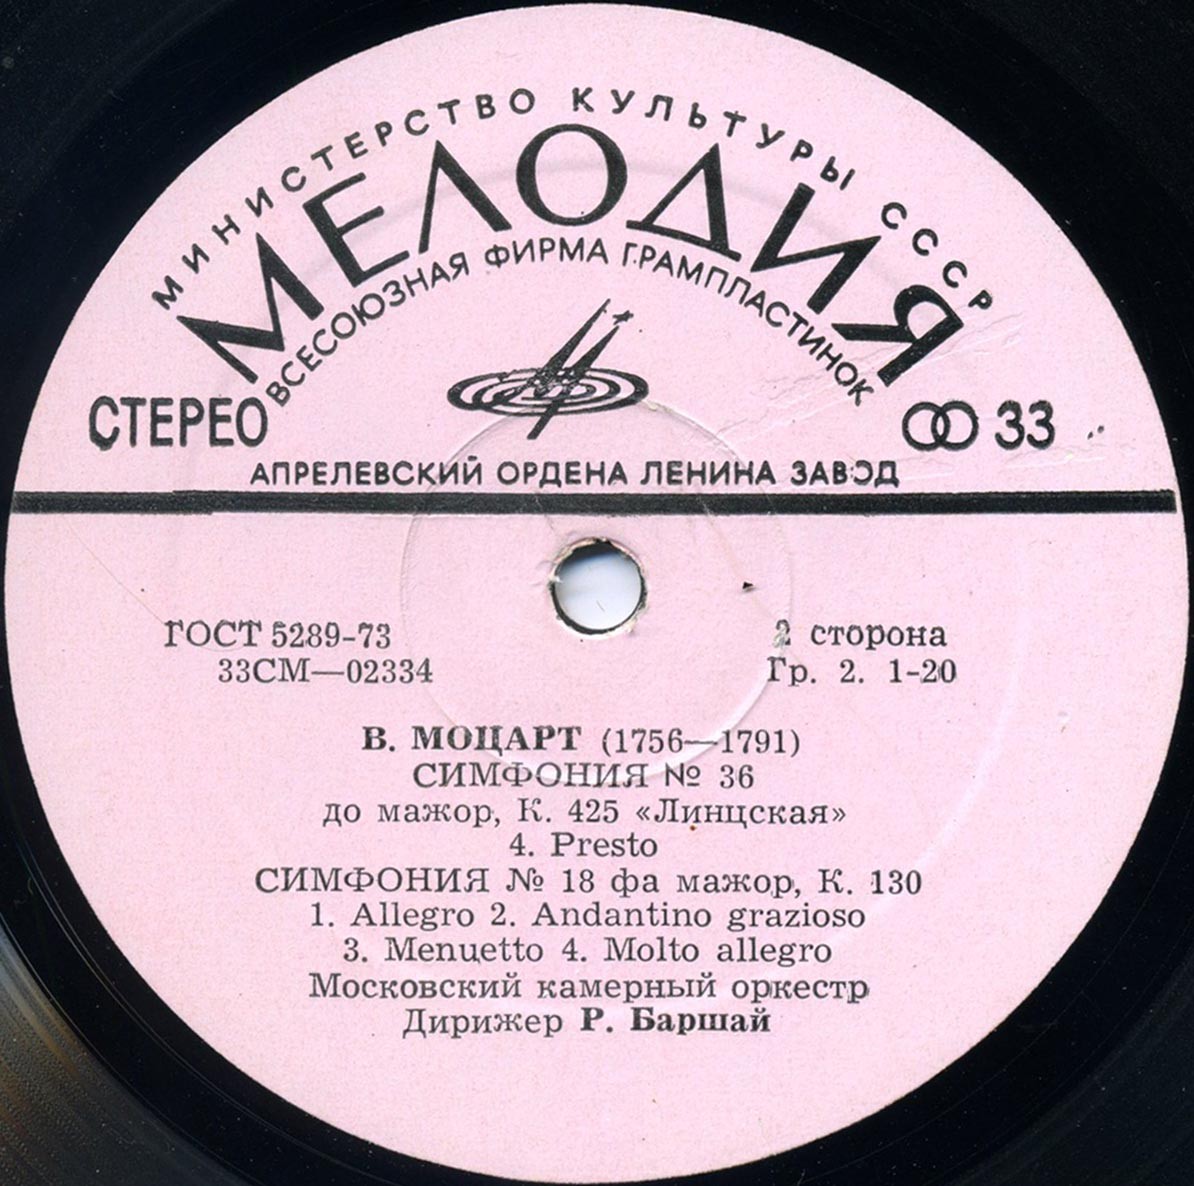 МИНИСТЕРСТВО КУЛЬТУРЫ СССР
МЕЛОДИЯ
ВСЕСОЮЗНАЯ ФИРМА ГРАМПЛАСТИНОК
СТЕРЕО
33
АПРЕЛЕВСКИЙ ОРДЕНА ЛЕНИНА ЗАВОД
ГОСТ 5289-73
2 сторона
33СМ—02334
Гр. 2. 1-20
В. МОЦАРТ (1756—1791)
СИМФОНИЯ № 36
до мажор, К. 425 «Линцская»
4. Presto
СИМФОНИЯ № 18 фа мажор, К. 130
1. Allegro 2. Andantino grazioso
3. Menцetto 4. Molto allegro
Московский камерный оркестр
Дирижер Р. Баршай